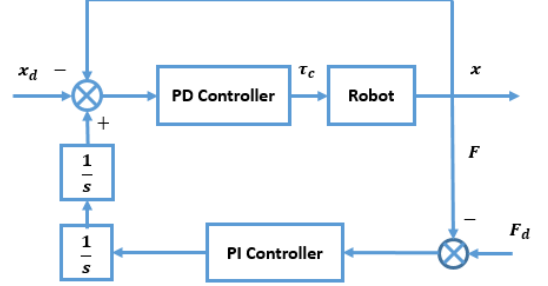 x_d −
PD Controller
τ_c
Robot
x
+
F
1/s
−
F_d
1/s
PI Controller